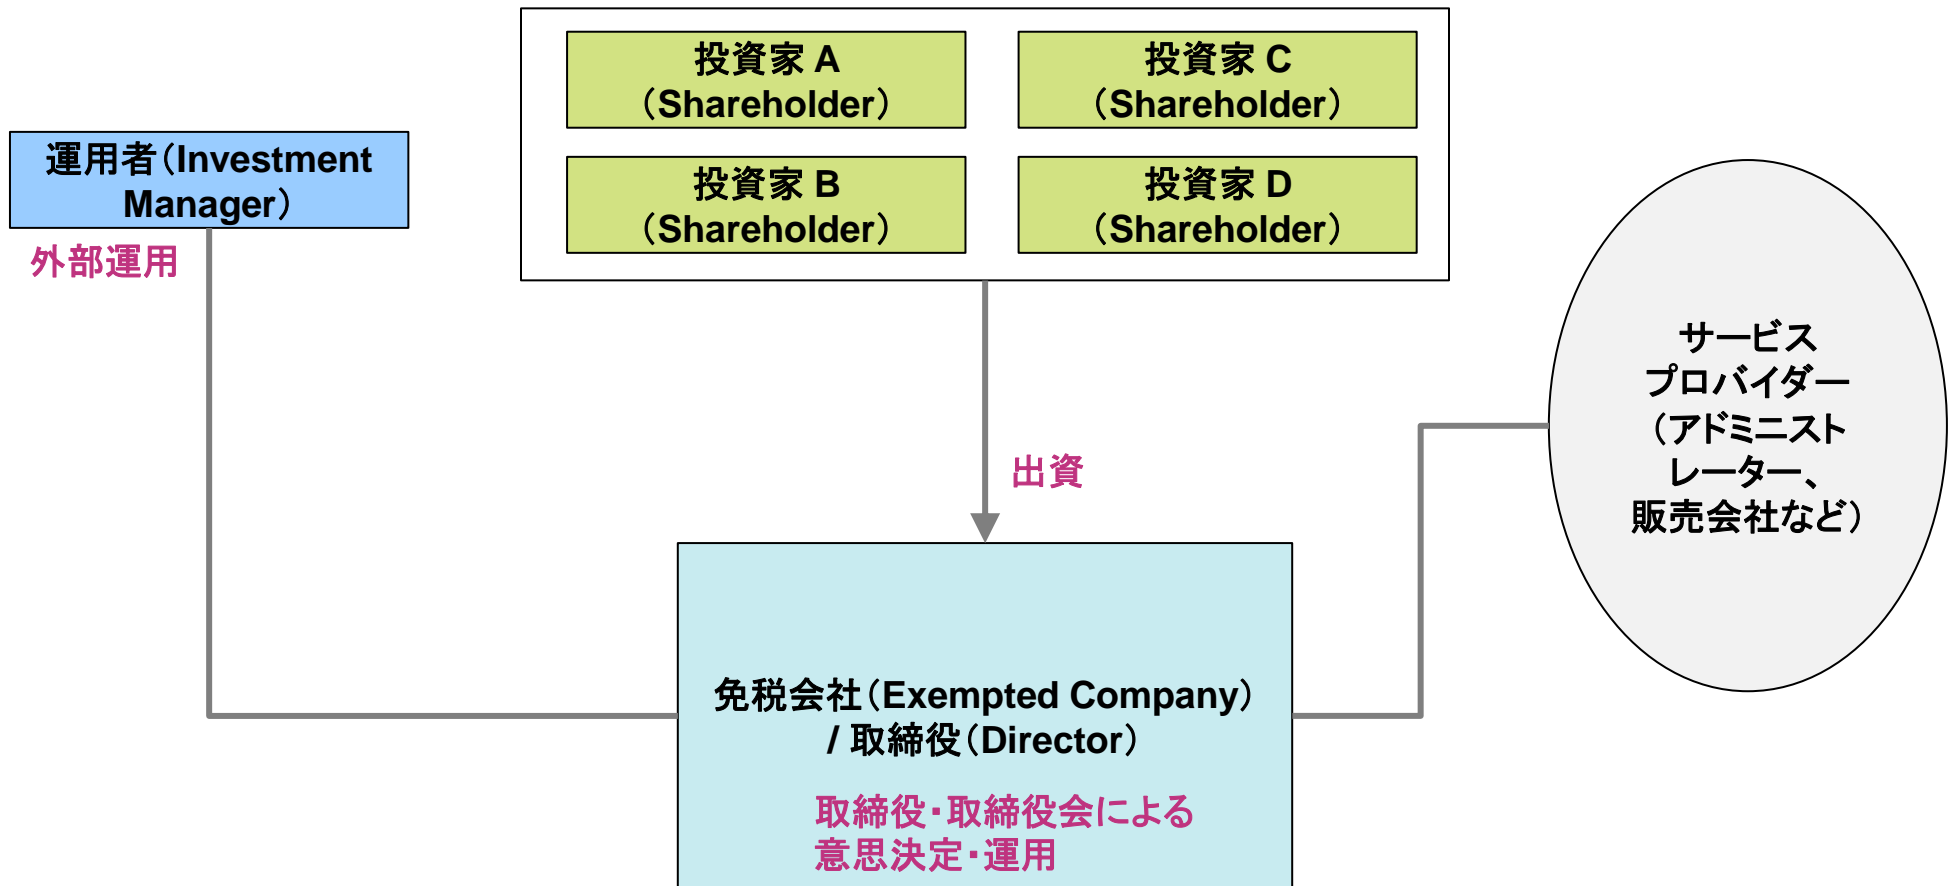 投資家 A
（Shareholder）
投資家 C
（Shareholder）
投資家 B
（Shareholder）
投資家 D
（Shareholder）
運用者（Investment
Manager）
外部運用
出資
サービス
プロバイダー
（アドミニスト
レーター、
販売会社など）
免税会社（Exempted Company）
/ 取締役（Director）
取締役・取締役会による
意思決定・運用